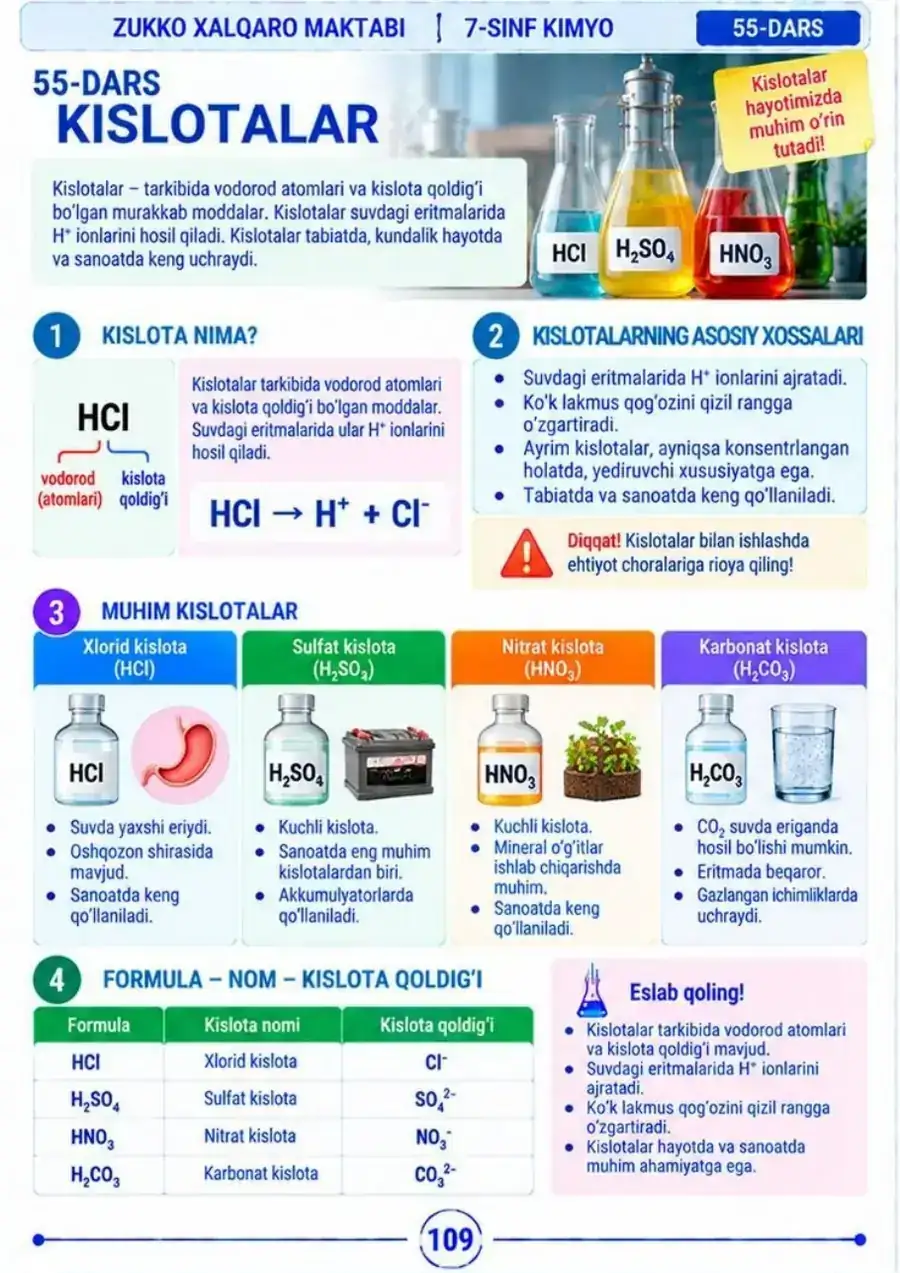 ZUKKO XALQARO MAKTABI | 7-SINF KIMYO
55-DARS
55-DARS
KISLOTALAR
Kislotalar
hayotimizda
muhim o‘rin
tutadi!
Kislotalar – tarkibida vodorod atomlari va kislota qoldig‘i
bo‘lgan murakkab moddalar. Kislotalar suvdagi eritmalarida
H⁺ ionlarini hosil qiladi. Kislotalar tabiatda, kundalik hayotda
va sanoatda keng uchraydi.
HCl
H₂SO₄
HNO₃
1 KISLOTA NIMA?
HCl
vodorod
(atomlari)
kislota
qoldig‘i
Kislotalar tarkibida vodorod atomlari
va kislota qoldig‘i bo‘lgan moddalar.
Suvdagi eritmalarida ular H⁺ ionlarini
hosil qiladi.
HCl → H⁺ + Cl⁻
2 KISLOTALARNING ASOSIY XOSSALARI
• Suvdagi eritmalarida H⁺ ionlarini ajratadi.
• Ko‘k lakmus qog‘ozini qizil rangga
o‘zgartiradi.
• Ayrim kislotalar, ayniqsa konsentrlangan
holatda, yediruvchi xususiyatga ega.
• Tabiatda va sanoatda keng qo‘llaniladi.
Diqqat! Kislotalar bilan ishlashda
ehtiyot choralariga rioya qiling!
3 MUHIM KISLOTALAR
Xlorid kislota
(HCl)
HCl
• Suvda yaxshi eriydi.
• Oshqozon shirasida
mavjud.
• Sanoatda keng
qo‘llaniladi.
Sulfat kislota
(H₂SO₄)
H₂SO₄
• Kuchli kislota.
• Sanoatda eng muhim
kislotalardan biri.
• Akkumulyatorlarda
qo‘llaniladi.
Nitrat kislota
(HNO₃)
HNO₃
• Kuchli kislota.
• Mineral o‘g‘itlar
ishlab chiqarishda
muhim.
• Sanoatda keng
qo‘llaniladi.
Karbonat kislota
(H₂CO₃)
H₂CO₃
• CO₂ suvda eriganda
hosil bo‘lishi mumkin.
• Eritmada beqaror.
• Gazlangan ichimliklarda
uchraydi.
4 FORMULA – NOM – KISLOTA QOLDIG‘I
Formula Kislota nomi Kislota qoldig‘i
HCl Xlorid kislota Cl⁻
H₂SO₄ Sulfat kislota SO₄²⁻
HNO₃ Nitrat kislota NO₃⁻
H₂CO₃ Karbonat kislota CO₃²⁻
Eslab qoling!
• Kislotalar tarkibida vodorod atomlari
va kislota qoldig‘i mavjud.
• Suvdagi eritmalarida H⁺ ionlarini
ajratadi.
• Ko‘k lakmus qog‘ozini qizil rangga
o‘zgartiradi.
• Kislotalar hayotda va sanoatda
muhim ahamiyatga ega.
109